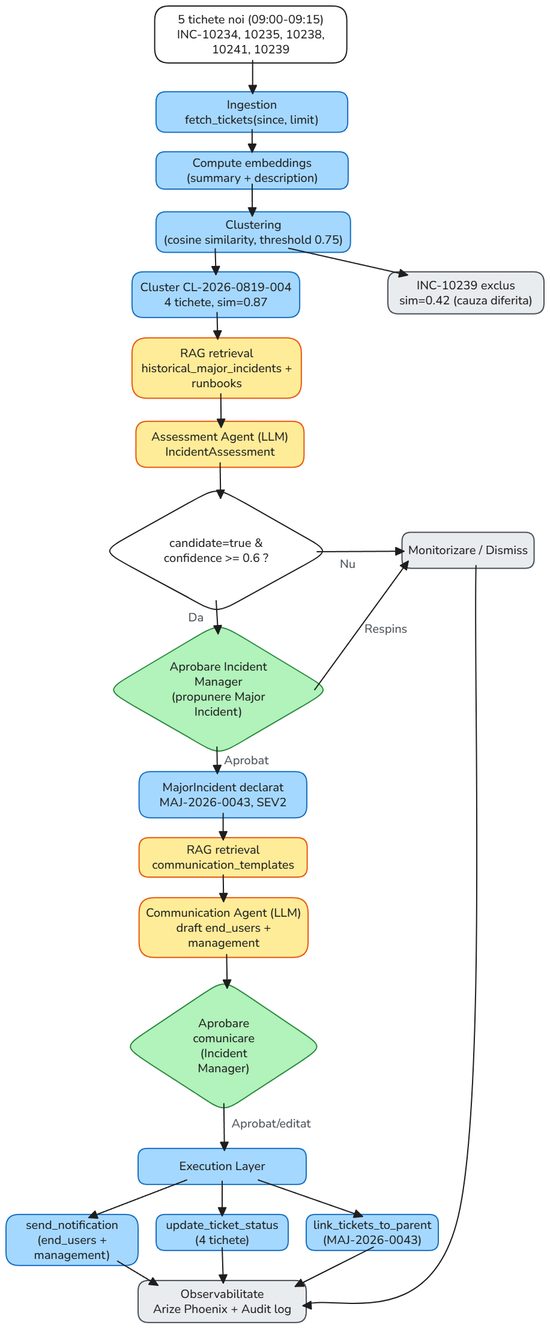 5 tichete noi (09:00-09:15)
INC-10234, 10235, 10238,
10241, 10239
Ingestion
fetch_tickets(since, limit)
Compute embeddings
(summary + description)
Clustering
(cosine similarity, threshold 0.75)
Cluster CL-2026-0819-004
4 tichete, sim=0.87
INC-10239 exclus
sim=0.42 (cauza diferita)
RAG retrieval
historical_major_incidents +
runbooks
Assessment Agent (LLM)
IncidentAssessment
candidate=true &
confidence >= 0.6 ?
Nu
Monitorizare / Dismiss
Da
Respins
Aprobare Incident
Manager
(propunere Major
Incident)
Aprobat
MajorIncident declarat
MAJ-2026-0043, SEV2
RAG retrieval
communication_templates
Communication Agent (LLM)
draft end_users +
management
Aprobare
comunicare
(Incident
Manager)
Aprobat/editat
Execution Layer
send_notification
(end_users +
management)
update_ticket_status
(4 tichete)
link_tickets_to_parent
(MAJ-2026-0043)
Observabilitate
Arize Phoenix + Audit log